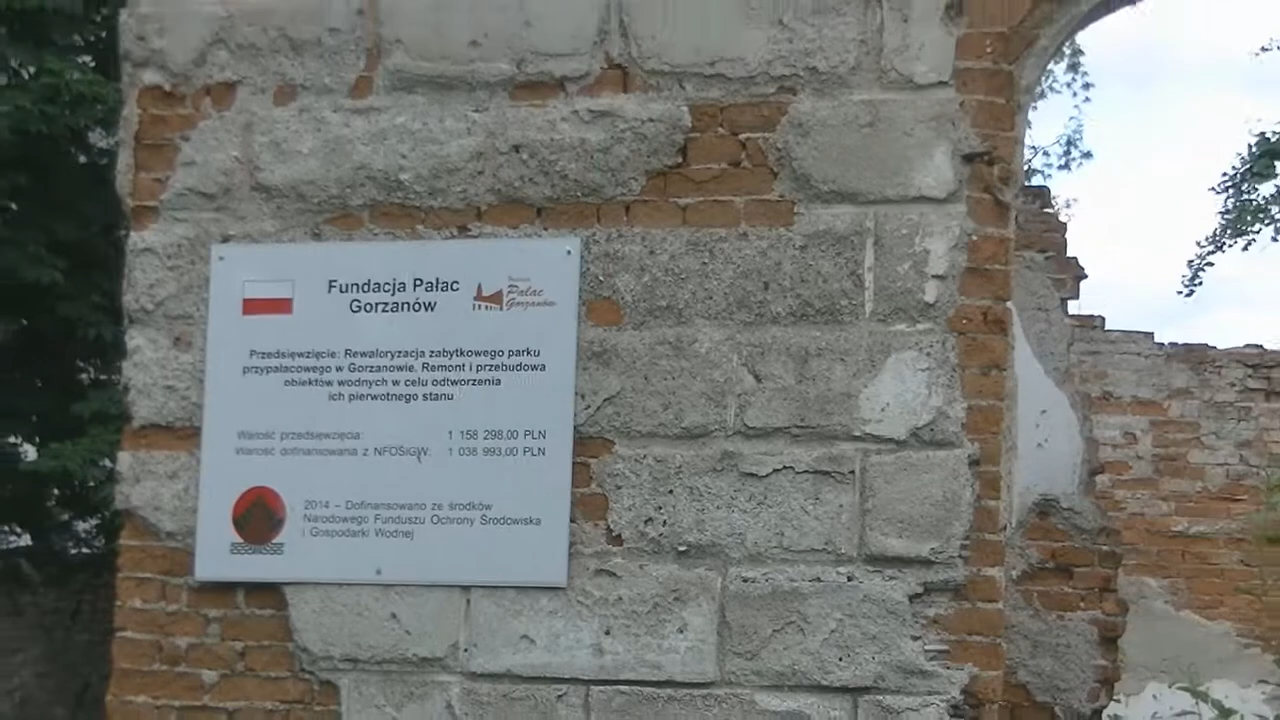 Fundacja Pałac
Gorzanów
Pałac
Gorzanów
Przedsięwzięcie: Rewaloryzacja zabytkowego parku
przypałacowego w Gorzanowie. Remont i przebudowa
obiektów wodnych w celu odtworzenia
ich pierwotnego stanu
Wartość przedsięwzięcia: 1 158 298,00 PLN
Wartość dofinansowania z NFOŚiGW: 1 038 993,00 PLN
2014 – Dofinansowano ze środków
Narodowego Funduszu Ochrony Środowiska
i Gospodarki Wodnej